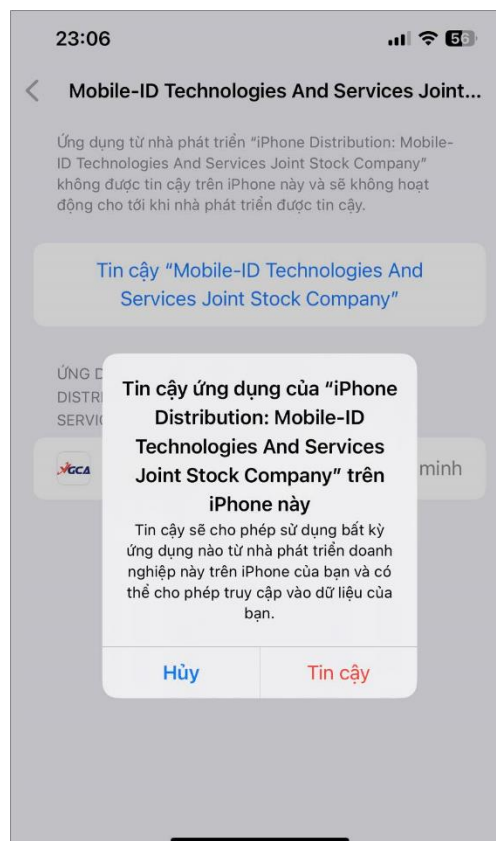 23:06
56
Mobile-ID Technologies And Services Joint...
Ứng dụng từ nhà phát triển “iPhone Distribution: Mobile-
ID Technologies And Services Joint Stock Company”
không được tin cậy trên iPhone này và sẽ không hoạt
động cho tới khi nhà phát triển được tin cậy.
Tin cậy “Mobile-ID Technologies And
Services Joint Stock Company”
ỨNG
Tin cậy ứng dụng của “iPhone
Distribution: Mobile-ID
Technologies And Services
Joint Stock Company” trên
iPhone này
Tin cậy sẽ cho phép sử dụng bất kỳ
ứng dụng nào từ nhà phát triển doanh
nghiệp này trên iPhone của bạn và có
thể cho phép truy cập vào dữ liệu của
bạn.
Hủy
Tin cậy
GCA
minh